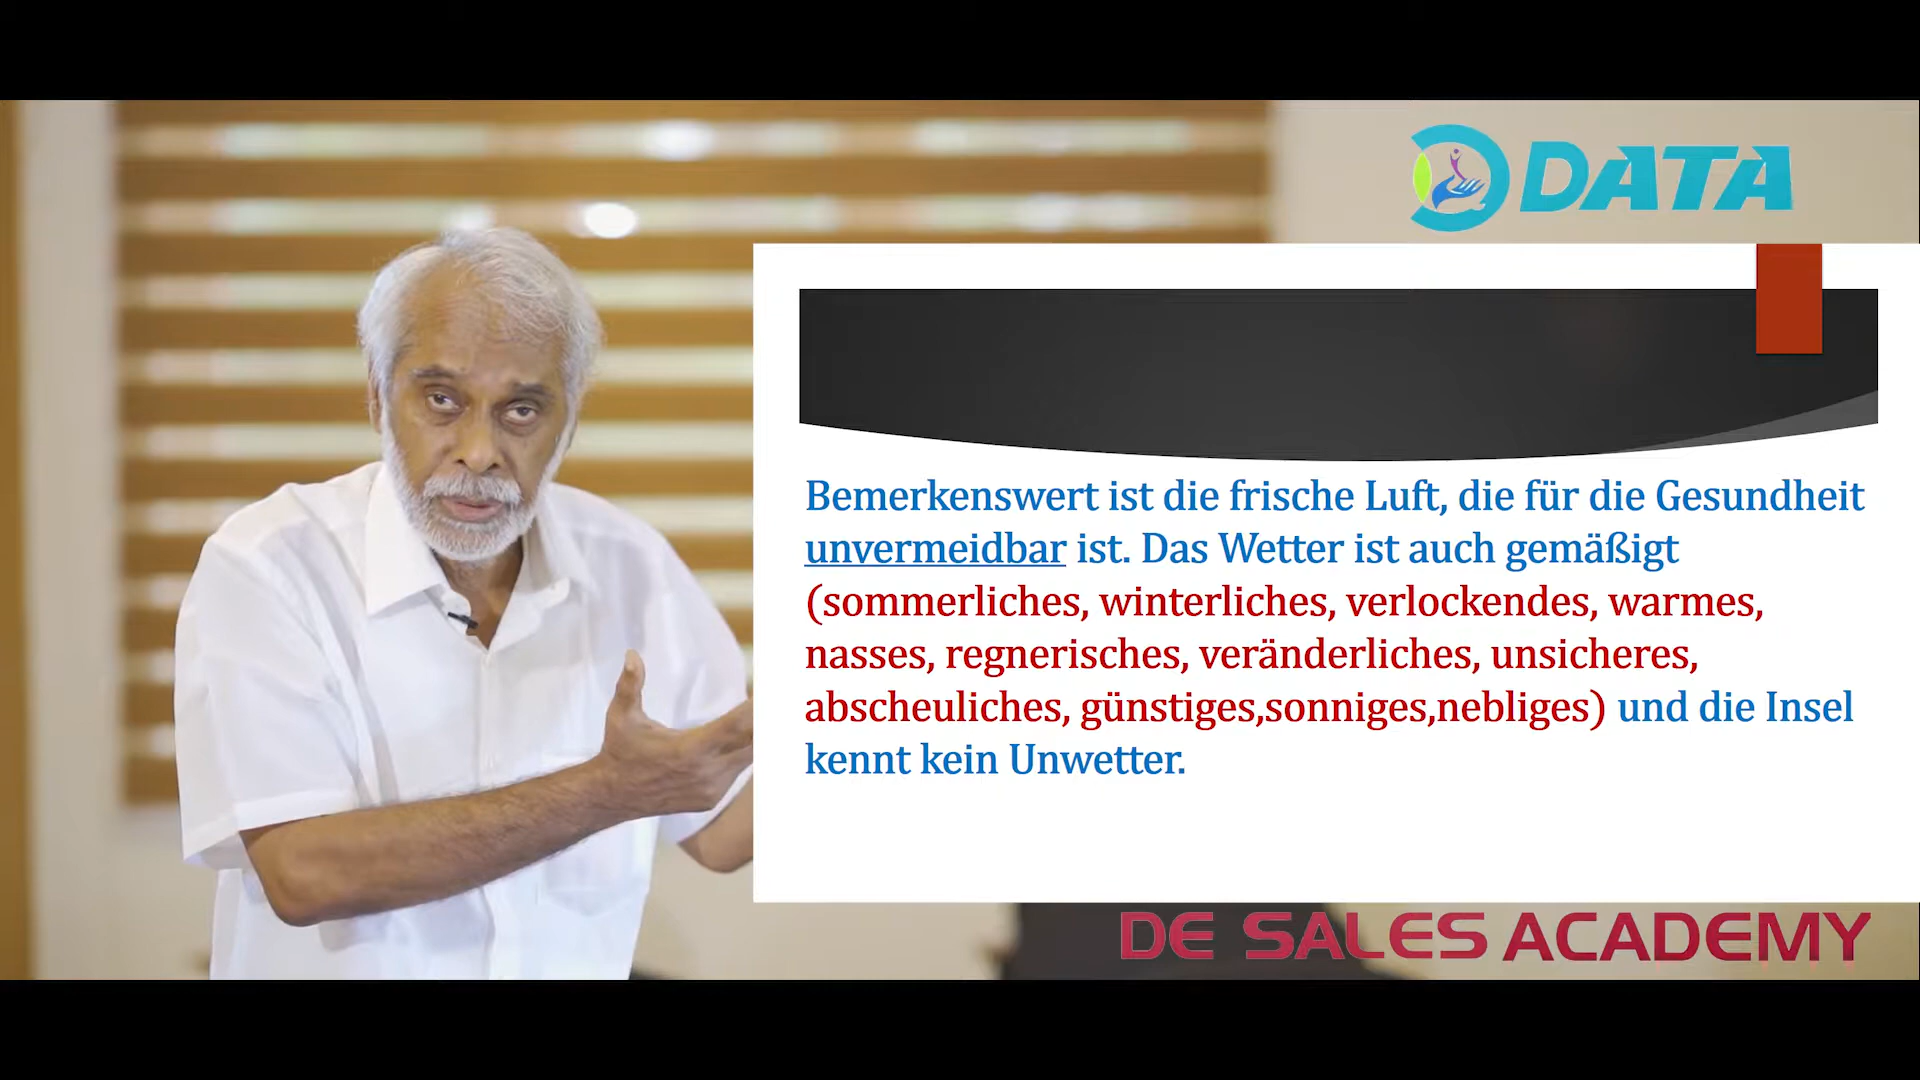 DATA
Bemerkenswert ist die frische Luft, die für die Gesundheit
unvermeidbar ist. Das Wetter ist auch gemäßigt
(sommerliches, winterliches, verlockendes, warmes,
nasses, regnerisches, veränderliches, unsicheres,
abscheuliches, günstiges,sonniges,nebliges) und die Insel
kennt kein Unwetter.
DE SALES ACADEMY